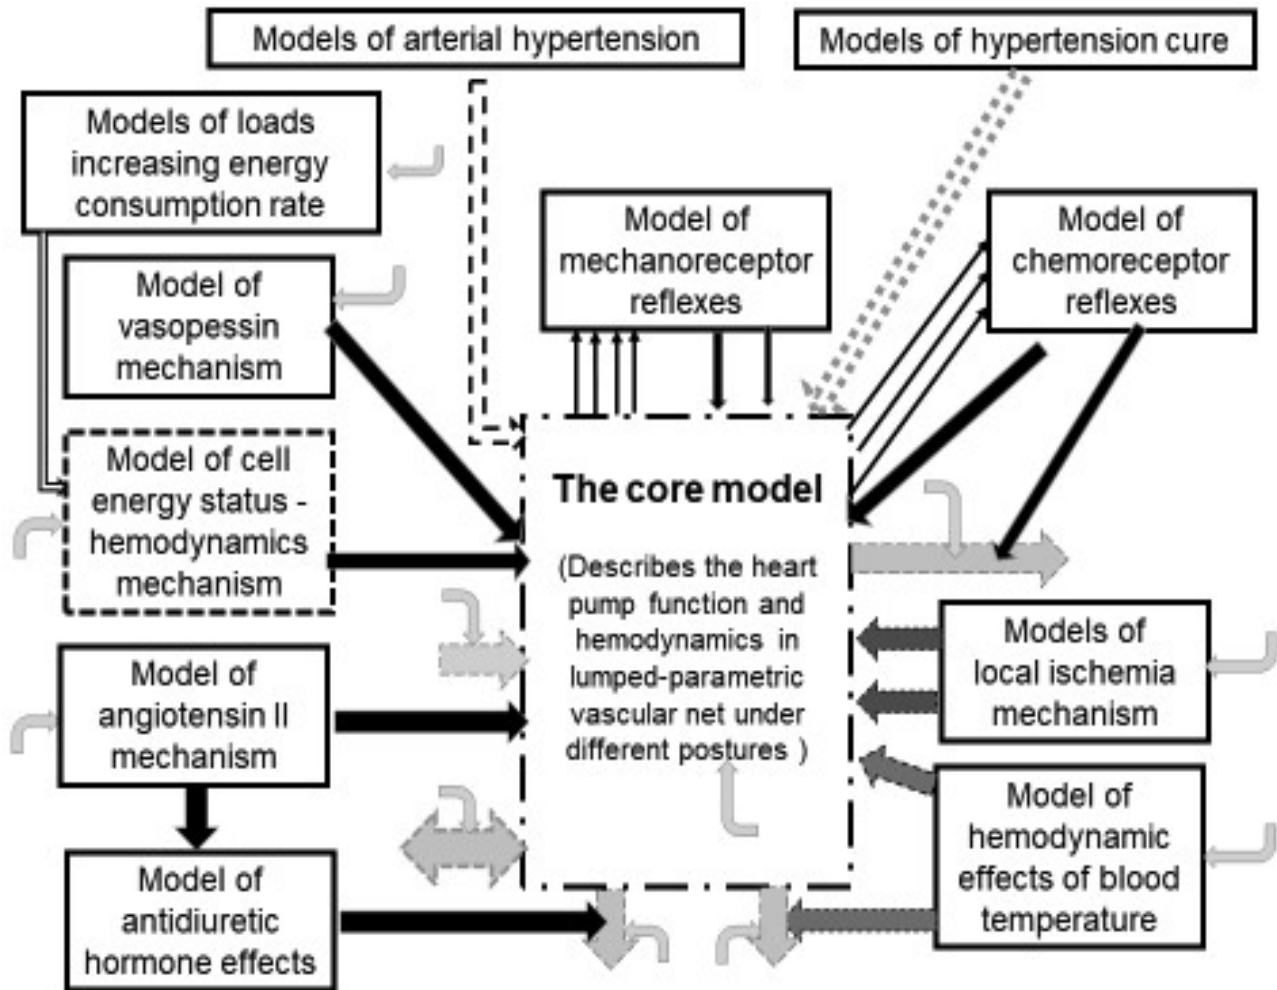 Models of arterial hypertension
Models of hypertension cure
Models of loads
increasing energy
consumption rate
Model of
mechanoreceptor
reflexes
Model of
chemoreceptor
reflexes
Model of
vasopessin
mechanism
Model of cell
energy status -
hemodynamics
mechanism
The core model
(Describes the heart
pump function and
hemodynamics in
lumped-parametric
vascular net under
different postures )
Models of
local ischemia
mechanism
Model of
angiotensin II
mechanism
Model of
hemodynamic
effects of blood
temperature
Model of
antidiuretic
hormone effects